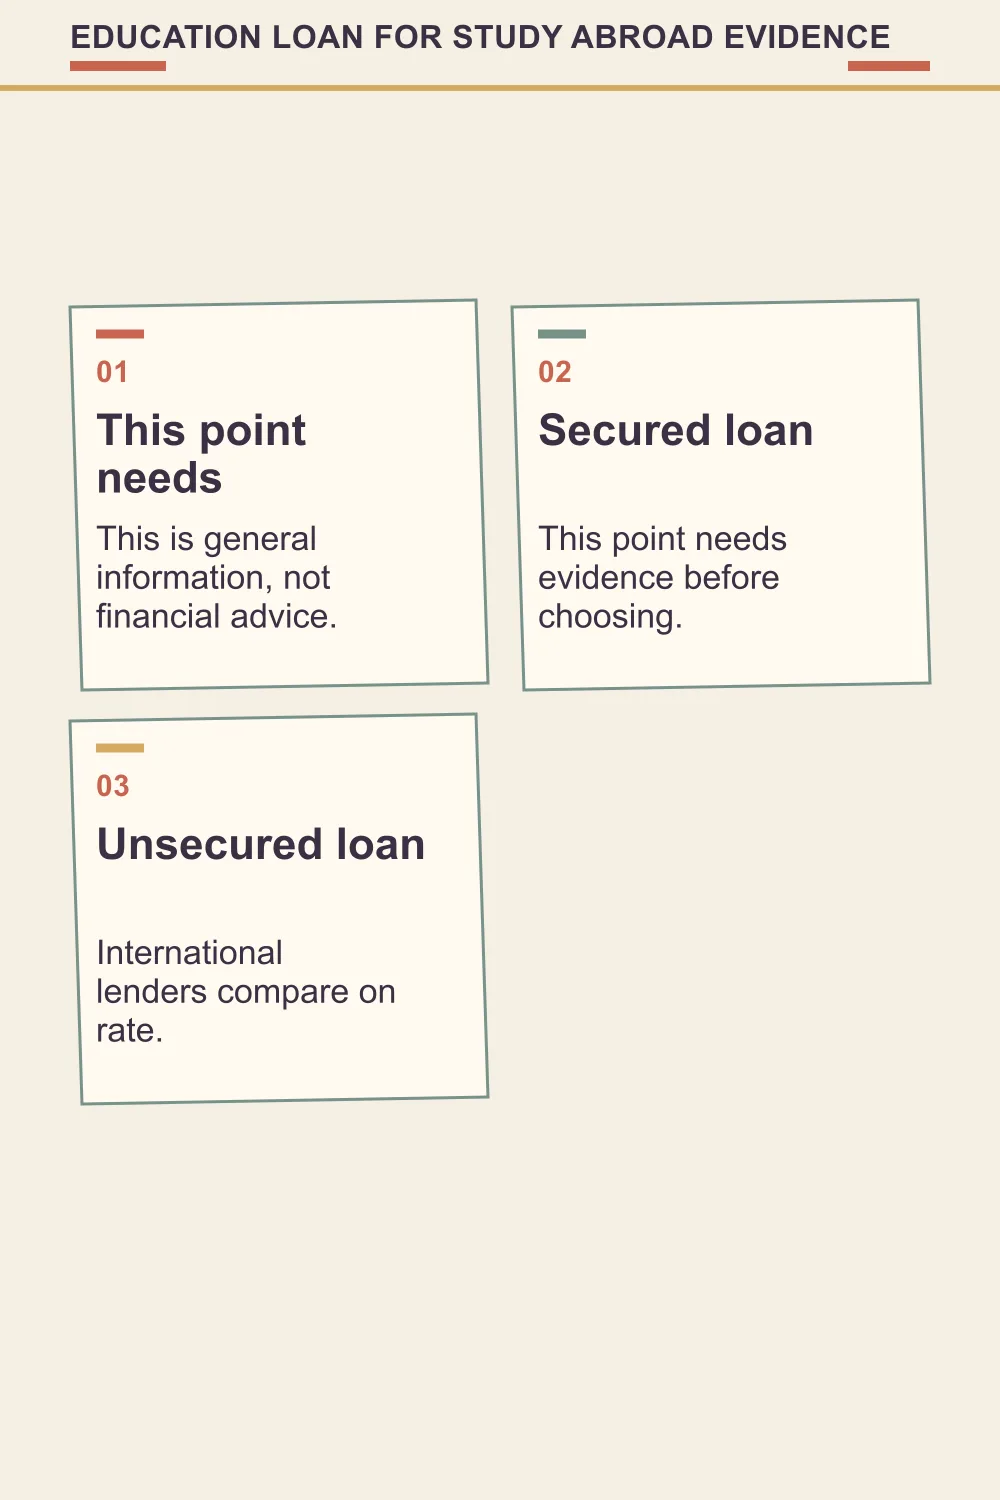 EDUCATION LOAN FOR STUDY ABROAD EVIDENCE
01
This point
needs
This is general
information, not
financial advice.
02
Secured loan
This point needs
evidence before
choosing.
03
Unsecured loan
International
lenders compare on
rate.